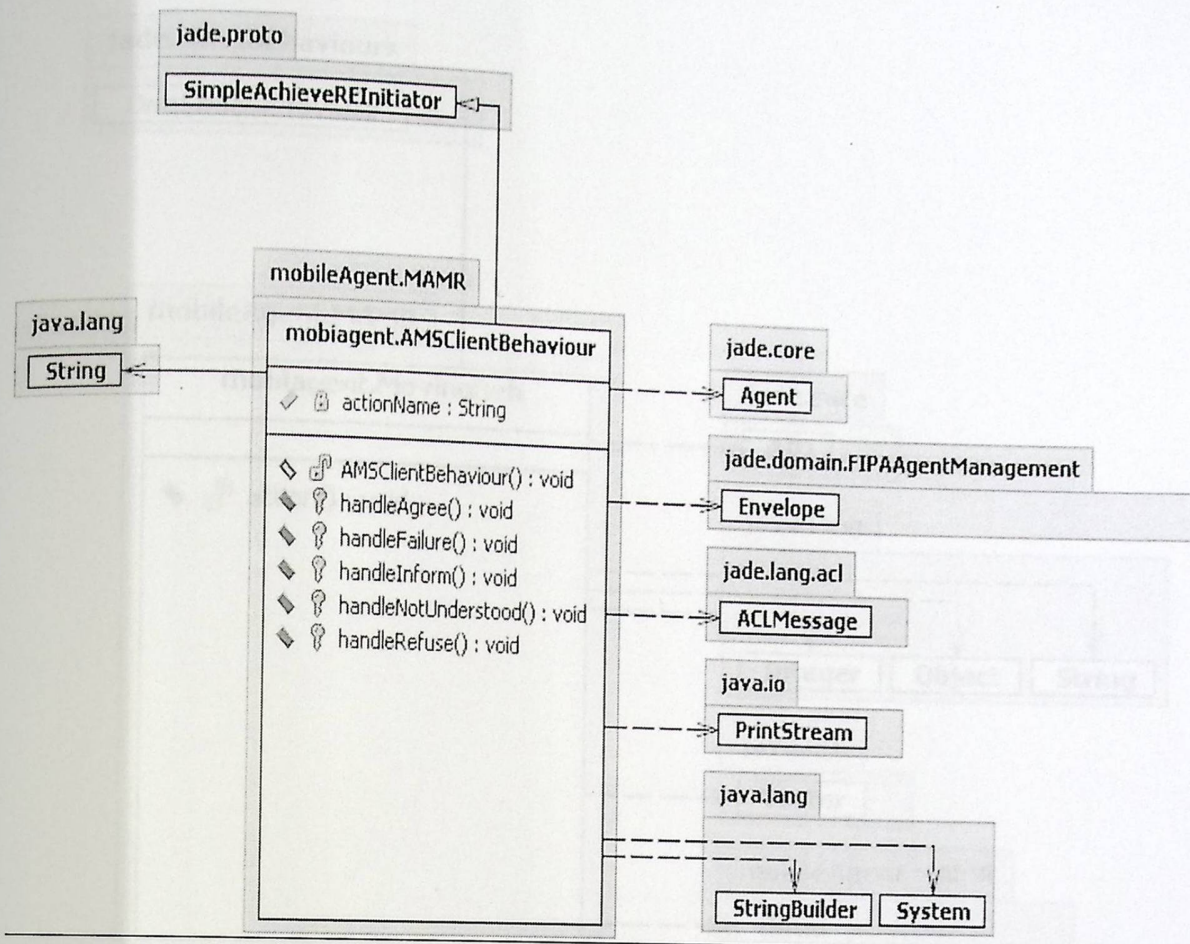 jade.proto
SimpleAchieveREInitiator
mobileAgent.MAMR
mobiagent.AMSClientBehaviour
actionName : String
AMSClientBehaviour() : void
handleAgree() : void
handleFailure() : void
handleInform() : void
handleNotUnderstood() : void
handleRefuse() : void
java.lang
String
jade.core
Agent
jade.domain.FIPAAgentManagement
Envelope
jade.lang.acl
ACLMessage
java.io
PrintStream
java.lang
StringBuilder
System